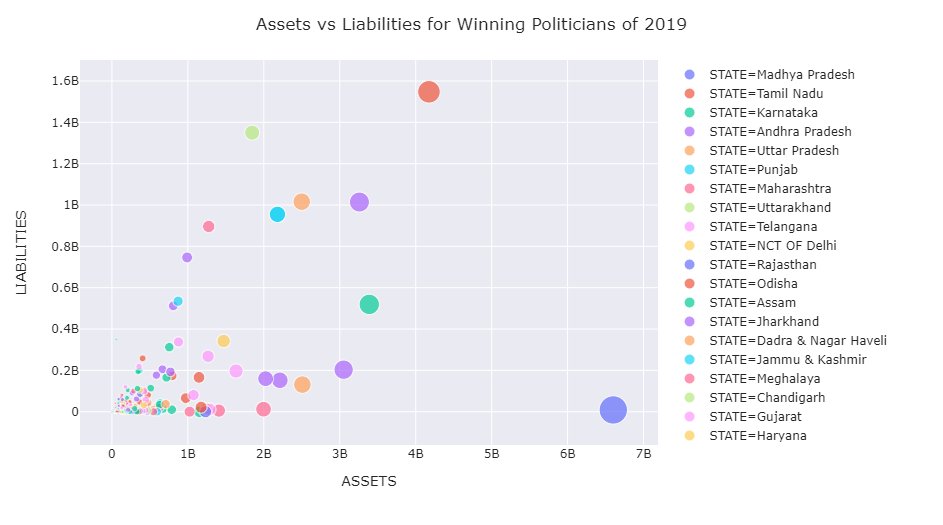 Assets vs Liabilities for Winning Politicians of 2019
1.6B
1.4B
1.2B
1B
0.8B
0.6B
0.4B
0.2B
0
LIABILITIES
0
1B
2B
3B
4B
5B
6B
7B
ASSETS
STATE=Madhya Pradesh
STATE=Tamil Nadu
STATE=Karnataka
STATE=Andhra Pradesh
STATE=Uttar Pradesh
STATE=Punjab
STATE=Maharashtra
STATE=Uttarakhand
STATE=Telangana
STATE=NCT OF Delhi
STATE=Rajasthan
STATE=Odisha
STATE=Assam
STATE=Jharkhand
STATE=Dadra & Nagar Haveli
STATE=Jammu & Kashmir
STATE=Meghalaya
STATE=Chandigarh
STATE=Gujarat
STATE=Haryana